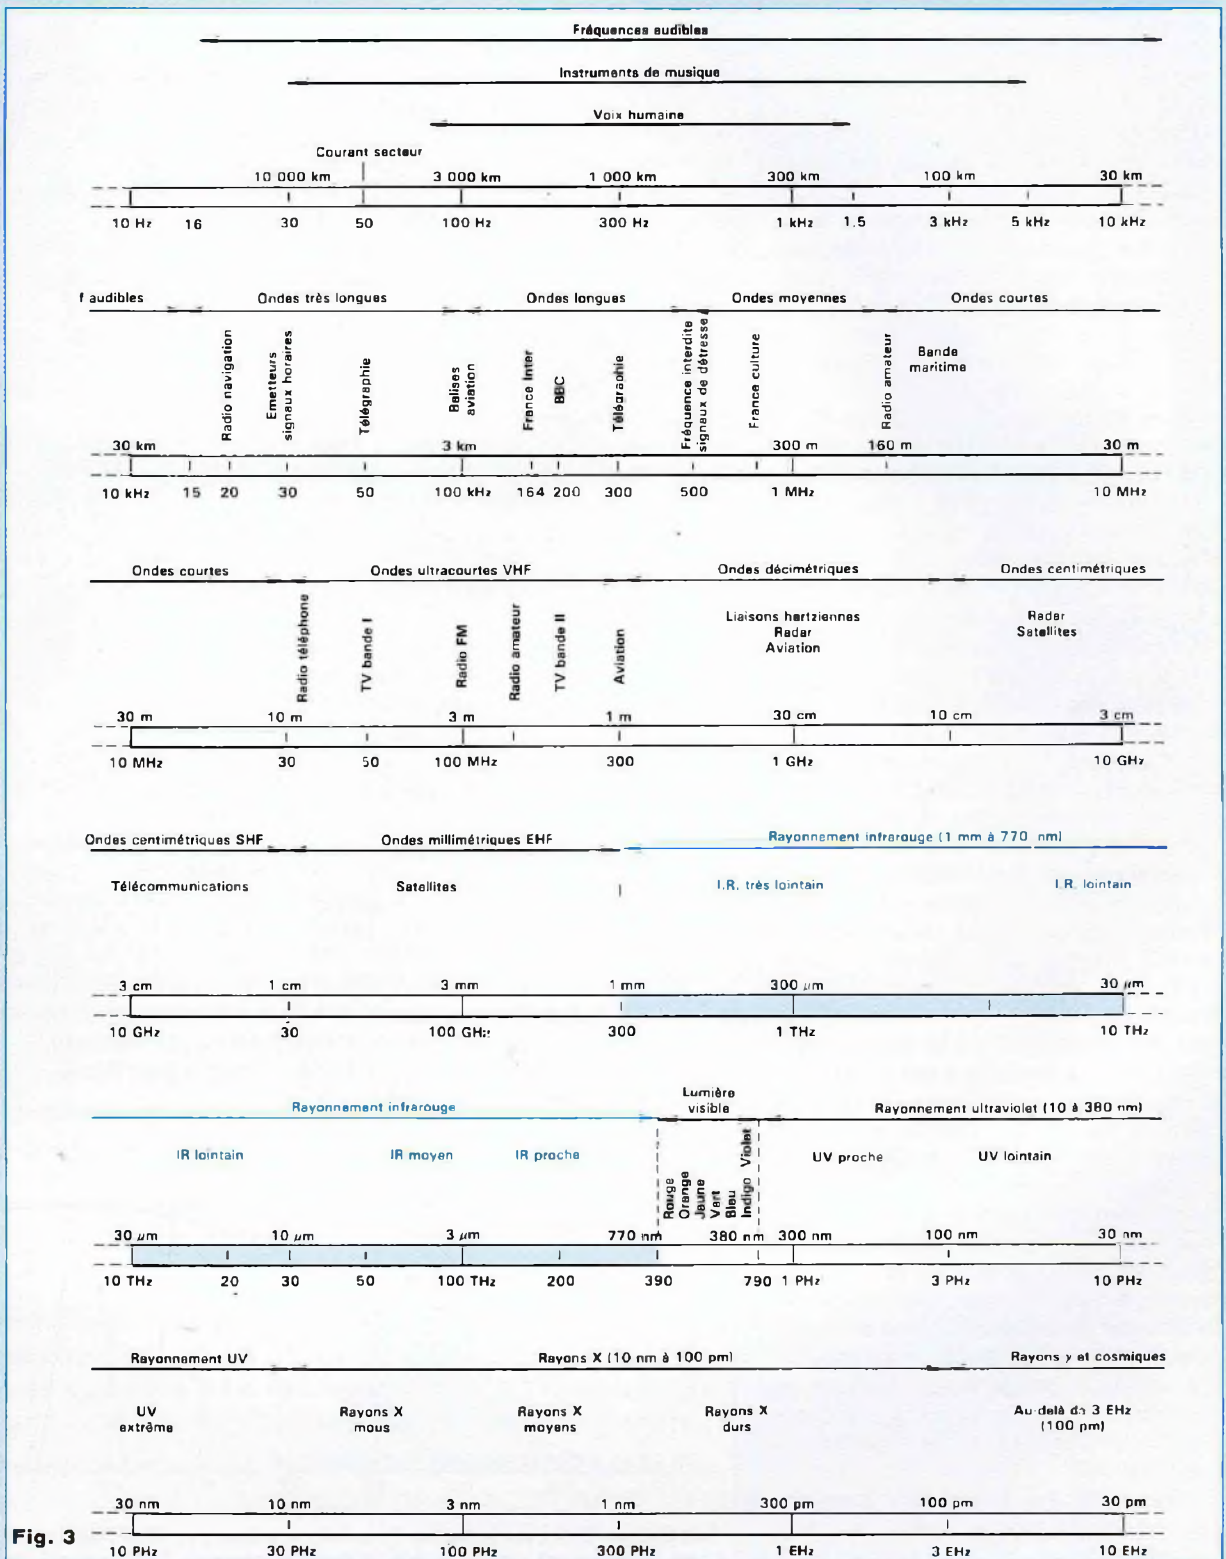 Fréquences audibles
Instruments de musique
Voix humaine
Courant secteur
10 000 km 3 000 km 1 000 km 300 km 100 km 30 km
10 Hz 16 30 50 100 Hz 300 Hz 1 kHz 1.5 3 kHz 5 kHz 10 kHz
f audibles Ondes très longues Ondes longues Ondes moyennes Ondes courtes
Radio navigation
Emetteurs
signaux horaires
Télégraphie
Balises
aviation
France Inter
BBC
Télégraphie
Fréquence interdite
signaux de détresse
France culture
Radio amateur
Bande
maritime
30 km 3 km 300 m 160 m 30 m
10 kHz 15 20 30 50 100 kHz 164 200 300 500 1 MHz 10 MHz
Ondes courtes Ondes ultracourtes VHF Ondes décimétriques Ondes centimétriques
Radio téléphone
TV bande I
Radio FM
Radio amateur
TV bande II
Aviation
Liaisons hertziennes
Radar
Aviation
Radar
Satellites
30 m 10 m 3 m 1 m 30 cm 10 cm 3 cm
10 MHz 30 50 100 MHz 300 1 GHz 10 GHz
Ondes centimétriques SHF Ondes millimétriques EHF Rayonnement infrarouge (1 mm à 770 nm)
Télécommunications Satellites I.R. très lointain I.R. lointain
3 cm 1 cm 3 mm 1 mm 300 µm 30 µm
10 GHz 30 100 GHz 300 1 THz 10 THz
Rayonnement infrarouge Lumière
visible Rayonnement ultraviolet (10 à 380 nm)
IR lointain IR moyen IR proche UV proche UV lointain
Rouge
Orange
Jaune
Vert
Bleu
Indigo Violet
30 µm 10 µm 3 µm 770 nm 380 nm 300 nm 100 nm 30 nm
10 THz 20 30 50 100 THz 200 390 790 1 PHz 3 PHz 10 PHz
Rayonnement UV Rayons X (10 nm à 100 pm) Rayons γ et cosmiques
UV
extrême
Rayons X
mous
Rayons X
moyens
Rayons X
durs
Au-delà de 3 EHz
(100 pm)
30 nm 10 nm 3 nm 1 nm 300 pm 100 pm 30 pm
10 PHz 30 PHz 100 PHz 300 PHz 1 EHz 3 EHz 10 EHz
Fig. 3